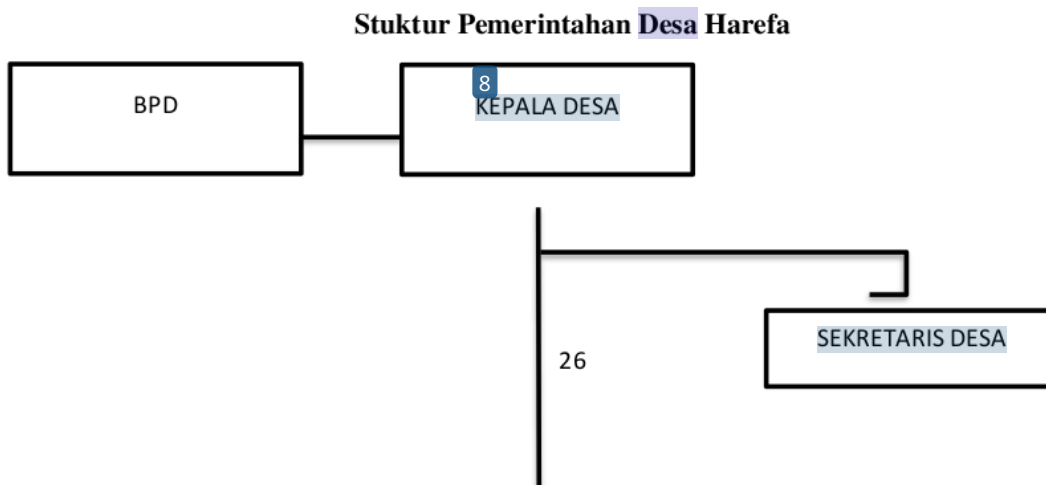 Stuktur Pemerintahan Desa Harefa
8
BPD
KEPALA DESA
SEKRETARIS DESA
26